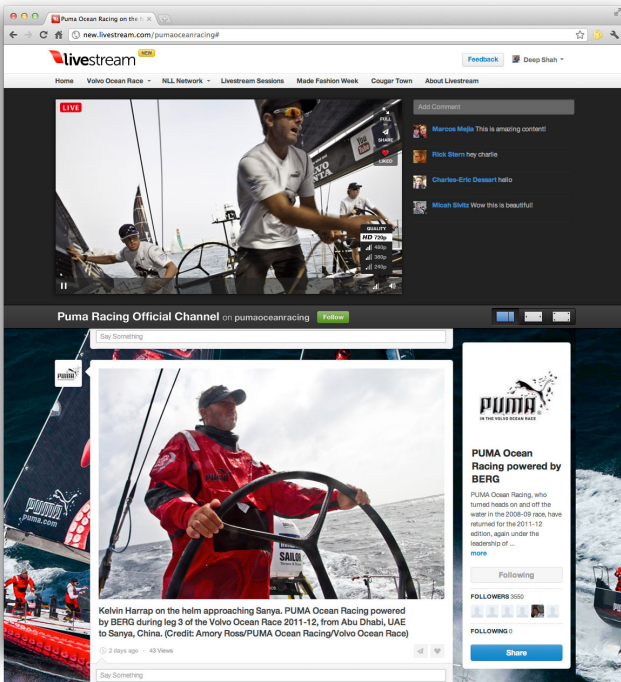 Puma Ocean Racing on the N
new.livestream.com/pumaoceanracing#
livestream NEW
Feedback Deep Shah
Home Volvo Ocean Race NLL Network Livestream Sessions Made Fashion Week Cougar Town About Livestream
LIVE
FULL
SHARE
LIKED
You Tube
QUALITY
HD 720p
480p
360p
240p
Add Comment
Marcos Mejia This is amazing content!
Rick Stern hey charlie
Charles-Eric Dessart hello
Micah Sivitz Wow this is beautiful!
Puma Racing Official Channel on pumaoceanracing Follow
Say Something
PUMA
PUMA
puma.com
SAILOR
Kelvin Harrap on the helm approaching Sanya. PUMA Ocean Racing powered
by BERG during leg 3 of the Volvo Ocean Race 2011-12, from Abu Dhabi, UAE
to Sanya, China. (Credit: Amory Ross/PUMA Ocean Racing/Volvo Ocean Race)
2 days ago · 43 Views
Say Something
PUMA
IN THE VOLVO OCEAN RACE
PUMA Ocean
Racing powered by
BERG
PUMA Ocean Racing, who
turned heads on and off the
water in the 2008-09 race, have
returned for the 2011-12
edition, again under the
leadership of ...
more
Following
FOLLOWERS 3550
FOLLOWING 0
Share